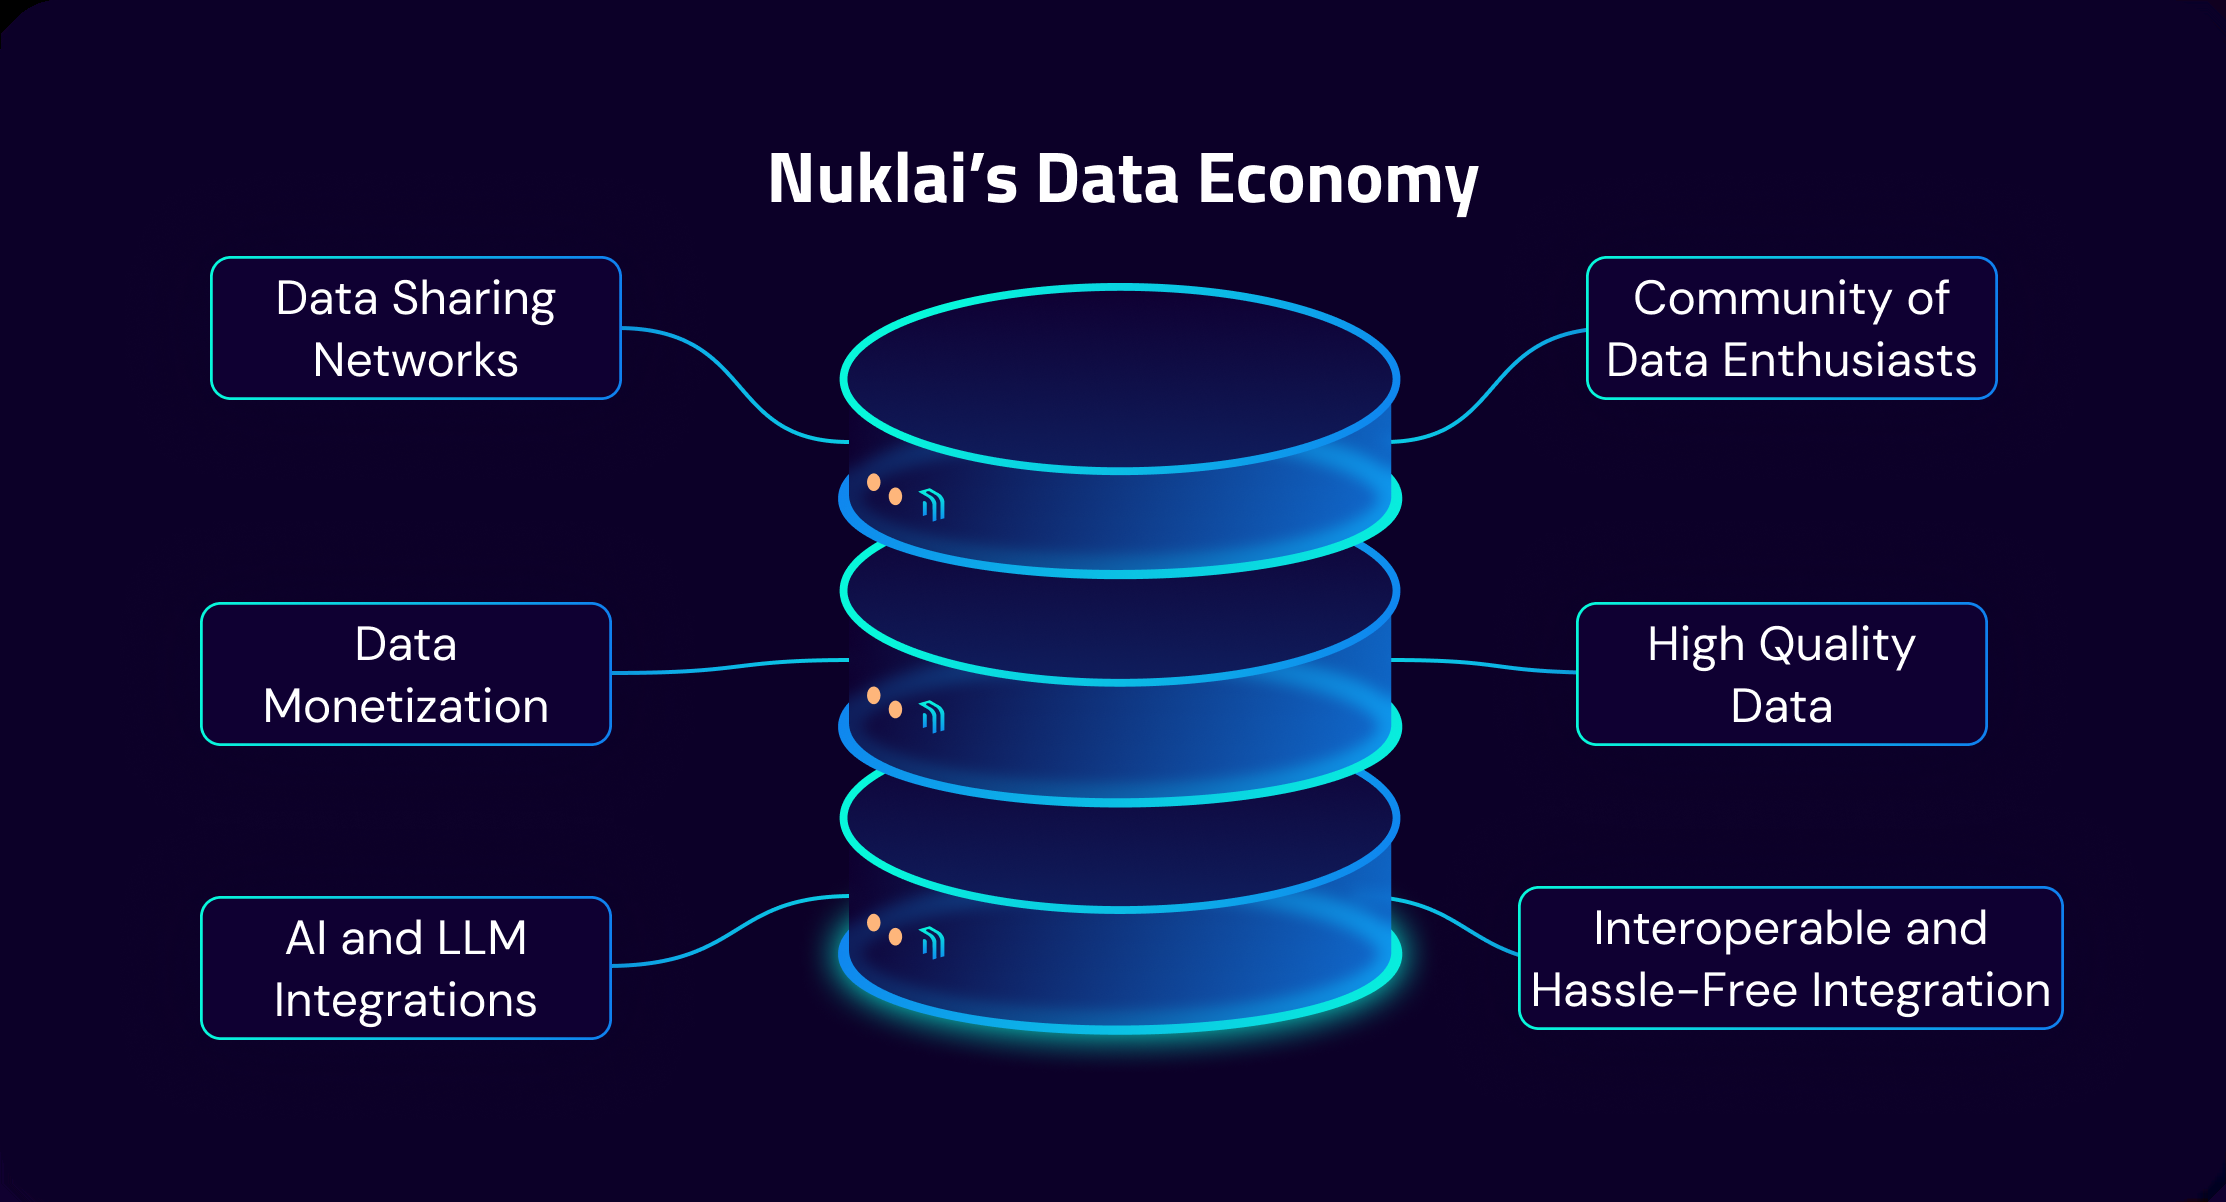 Nuklai’s Data Economy
Data Sharing
Networks
Community of
Data Enthusiasts
Data
Monetization
High Quality
Data
AI and LLM
Integrations
Interoperable and
Hassle-Free Integration